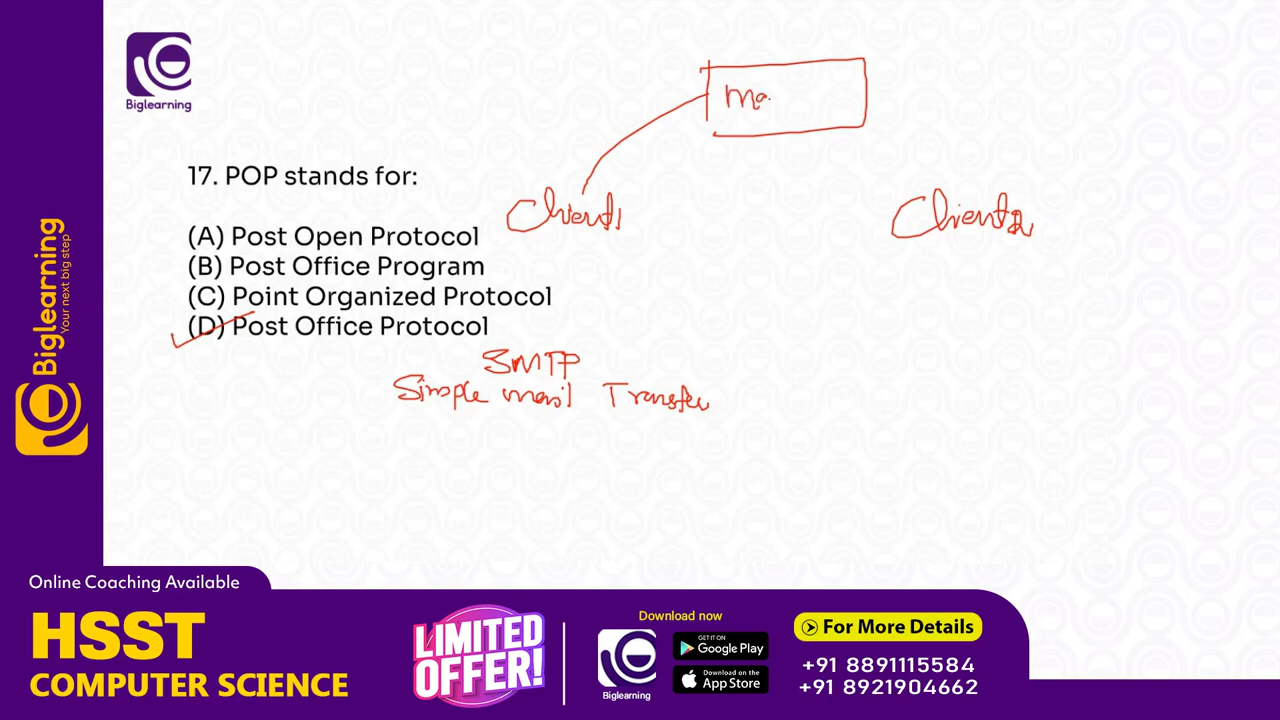 Biglearning
Ma.
17. POP stands for:
Client1
Client2
(A) Post Open Protocol
(B) Post Office Program
(C) Point Organized Protocol
(D) Post Office Protocol
SMTP
Simple mail Transfer
Biglearning
Your next big step
Online Coaching Available
HSST
COMPUTER SCIENCE
LIMITED
OFFER!
Download now
Biglearning
GET IT ON
Google Play
Download on the
App Store
For More Details
+91 8891115584
+91 8921904662